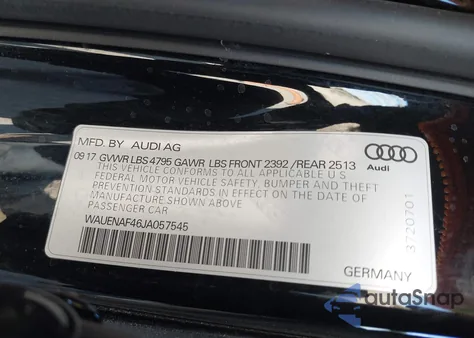 MFD. BY AUDI AG
09 17 GVWR LBS 4795 GAWR LBS FRONT 2392 /REAR 2513
THIS VEHICLE CONFORMS TO ALL APPLICABLE U S
FEDERAL MOTOR VEHICLE SAFETY, BUMPER AND THEFT
PREVENTION STANDARDS IN EFFECT ON THE DATE OF
MANUFACTURE SHOWN ABOVE.
PASSENGER CAR
WAUENAF46JA057545
Audi
3720701
GERMANY
autoSnap